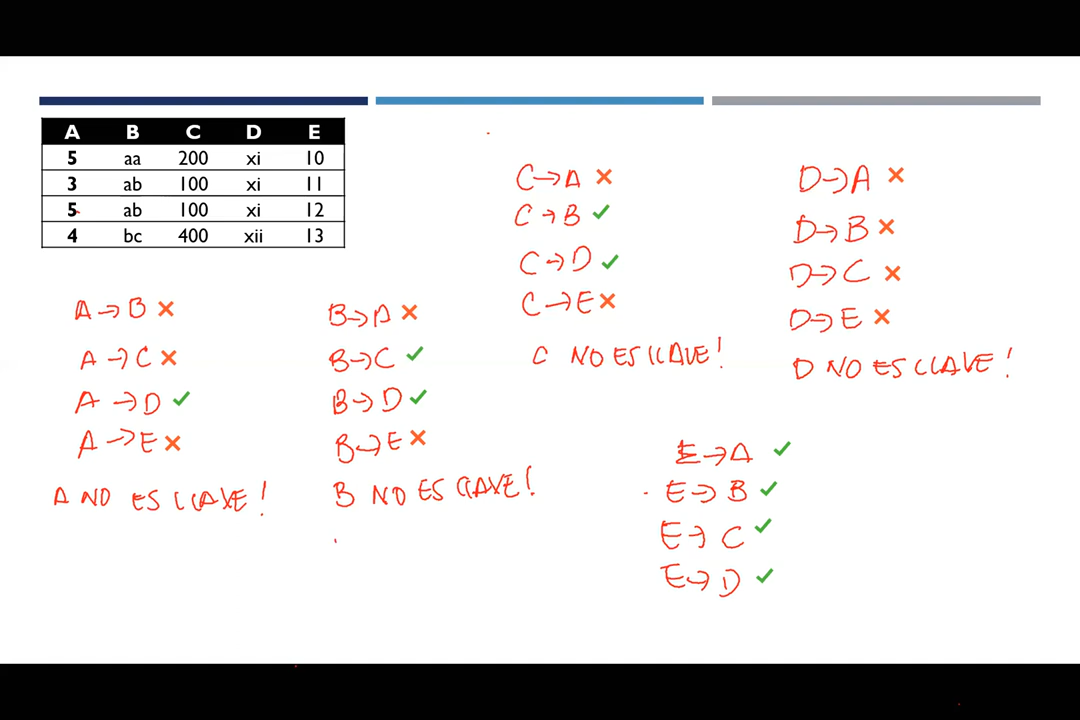 A B C D E
5 aa 200 xi 10
3 ab 100 xi 11
5 ab 100 xi 12
4 bc 400 xii 13
A → B ✕
A → C ✕
A → D ✓
A → E ✕
A NO ES CLAVE!
B → A ✕
B → C ✓
B → D ✓
B → E ✕
B NO ES CLAVE!
C → A ✕
C → B ✓
C → D ✓
C → E ✕
C NO ES CLAVE!
D → A ✕
D → B ✕
D → C ✕
D → E ✕
D NO ES CLAVE!
E → A ✓
E → B ✓
E → C ✓
E → D ✓